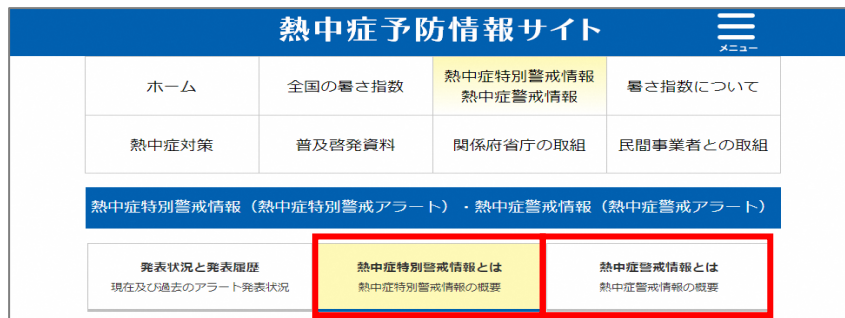 熱中症予防情報サイト
メニュー
ホーム
全国の暑さ指数
熱中症特別警戒情報
熱中症警戒情報
暑さ指数について
熱中症対策
普及啓発資料
関係府省庁の取組
民間事業者との取組
熱中症特別警戒情報（熱中症特別警戒アラート）・熱中症警戒情報（熱中症警戒アラート）
発表状況と発表履歴
現在及び過去のアラート発表状況
熱中症特別警戒情報とは
熱中症特別警戒情報の概要
熱中症警戒情報とは
熱中症警戒情報の概要